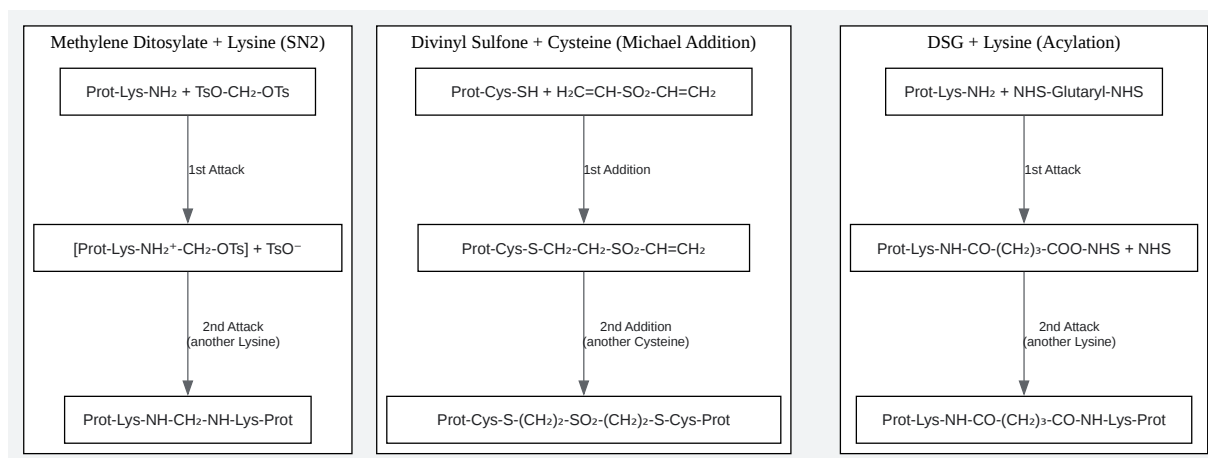 Methylene Ditosylate + Lysine (SN2)
Prot-Lys-NH₂ + TsO-CH₂-OTs
1st Attack
[Prot-Lys-NH₂⁺-CH₂-OTs] + TsO⁻
2nd Attack
(another Lysine)
Prot-Lys-NH-CH₂-NH-Lys-Prot
Divinyl Sulfone + Cysteine (Michael Addition)
Prot-Cys-SH + H₂C=CH-SO₂-CH=CH₂
1st Addition
Prot-Cys-S-CH₂-CH₂-SO₂-CH=CH₂
2nd Addition
(another Cysteine)
Prot-Cys-S-(CH₂)₂-SO₂-(CH₂)₂-S-Cys-Prot
DSG + Lysine (Acylation)
Prot-Lys-NH₂ + NHS-Glutaryl-NHS
1st Attack
Prot-Lys-NH-CO-(CH₂)₃-COO-NHS + NHS
2nd Attack
(another Lysine)
Prot-Lys-NH-CO-(CH₂)₃-CO-NH-Lys-Prot